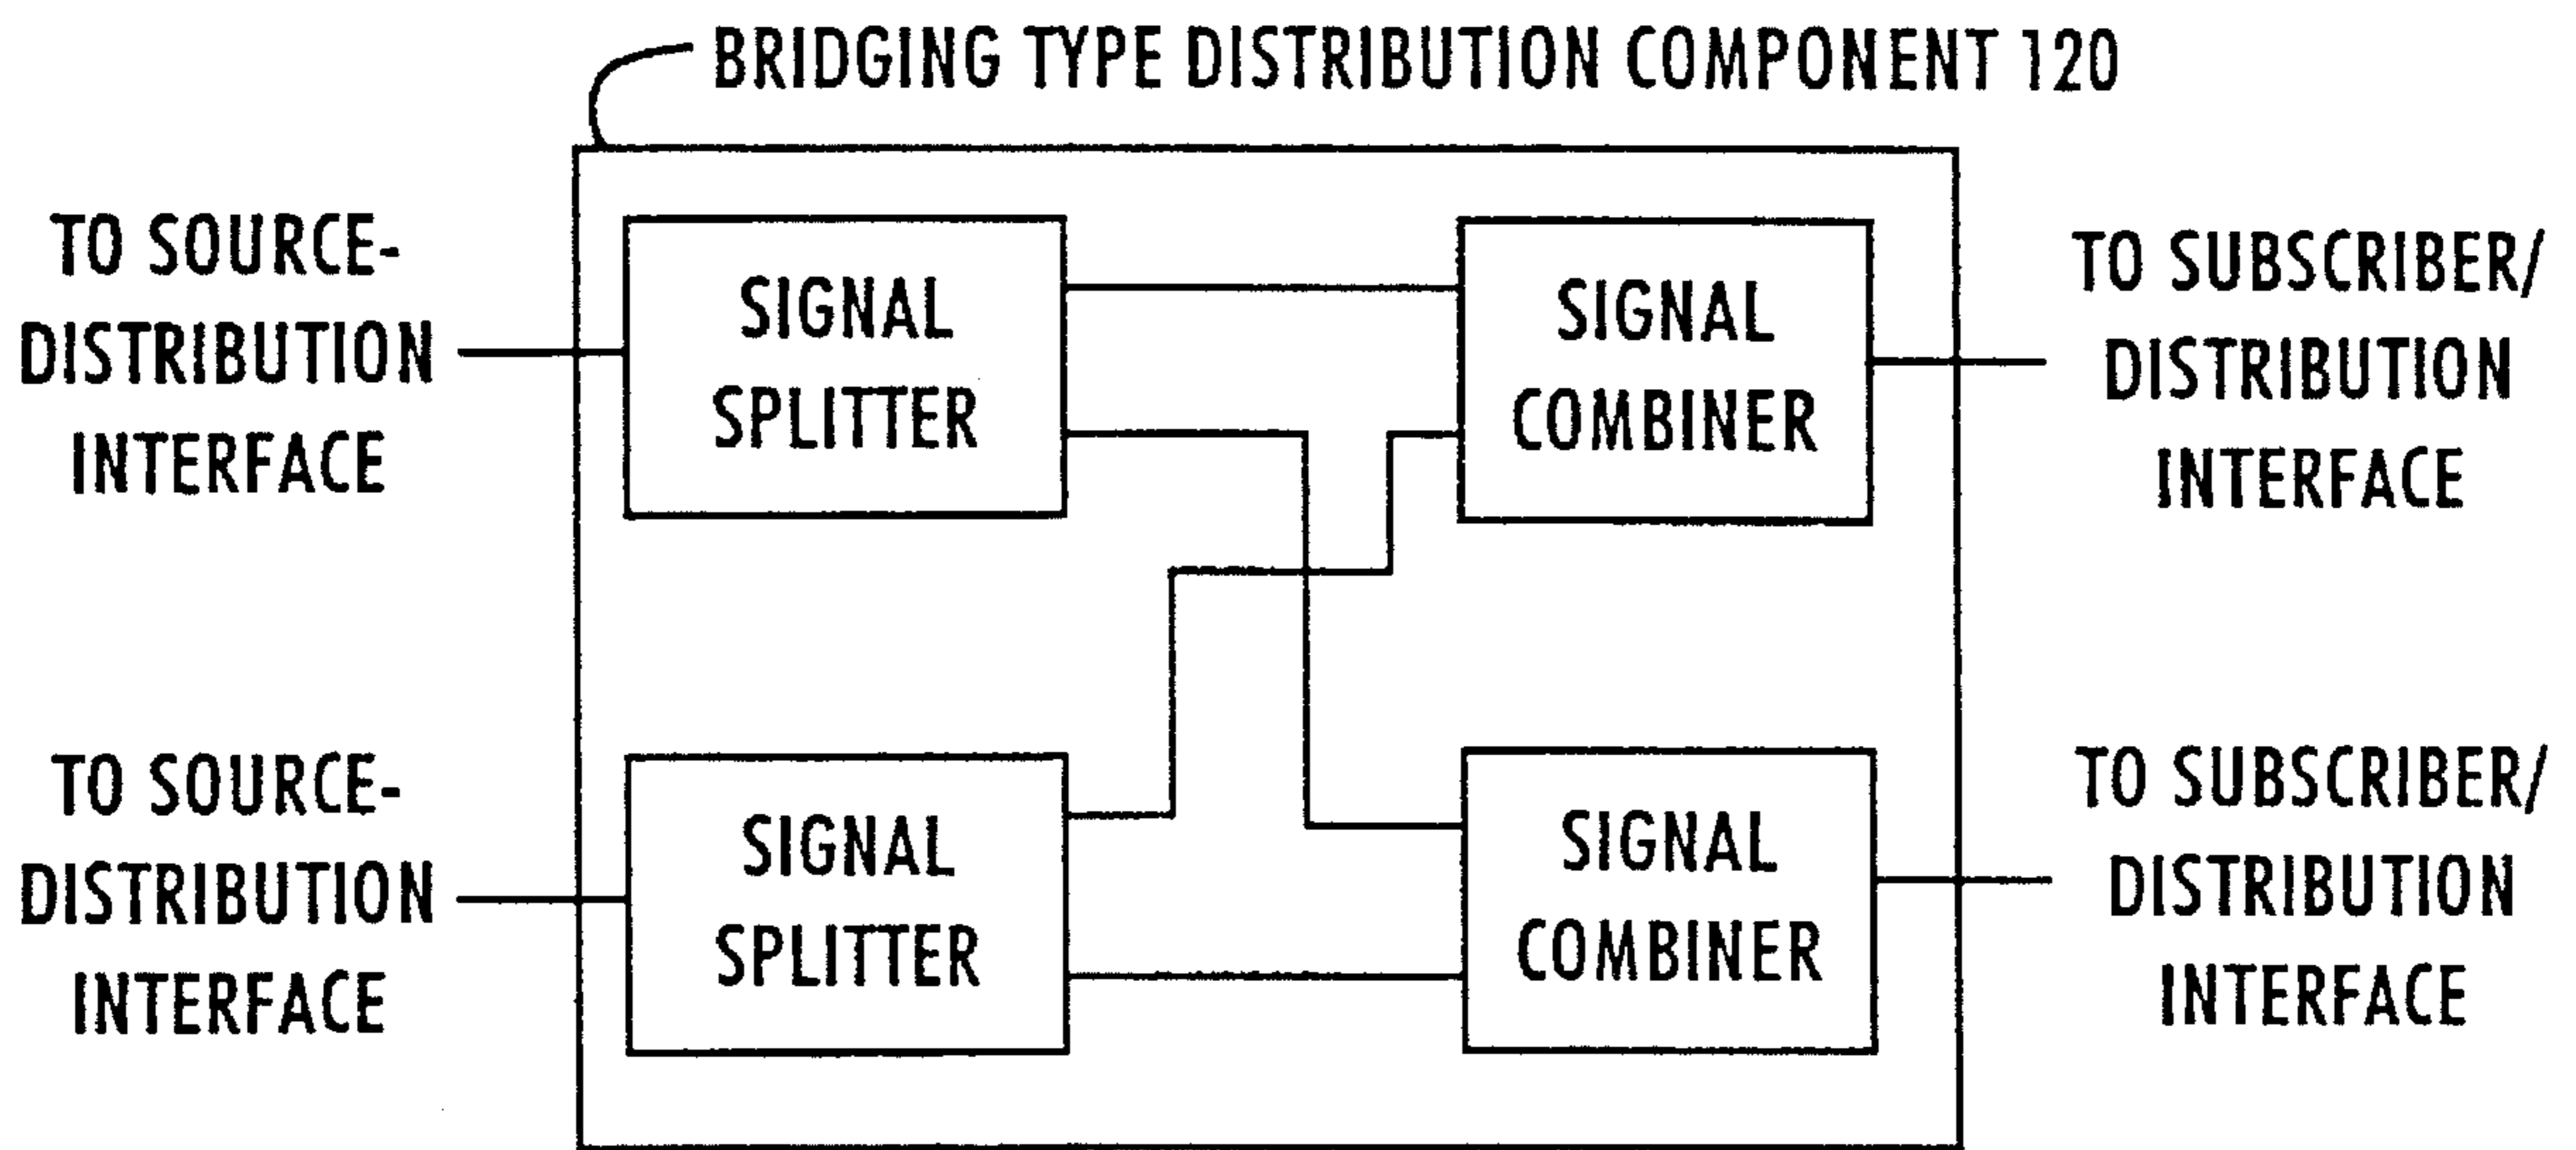 BRIDGING TYPE DISTRIBUTION COMPONENT 120
TO SOURCE-
DISTRIBUTION
INTERFACE
SIGNAL
SPLITTER
SIGNAL
COMBINER
TO SUBSCRIBER/
DISTRIBUTION
INTERFACE
TO SOURCE-
DISTRIBUTION
INTERFACE
SIGNAL
SPLITTER
SIGNAL
COMBINER
TO SUBSCRIBER/
DISTRIBUTION
INTERFACE